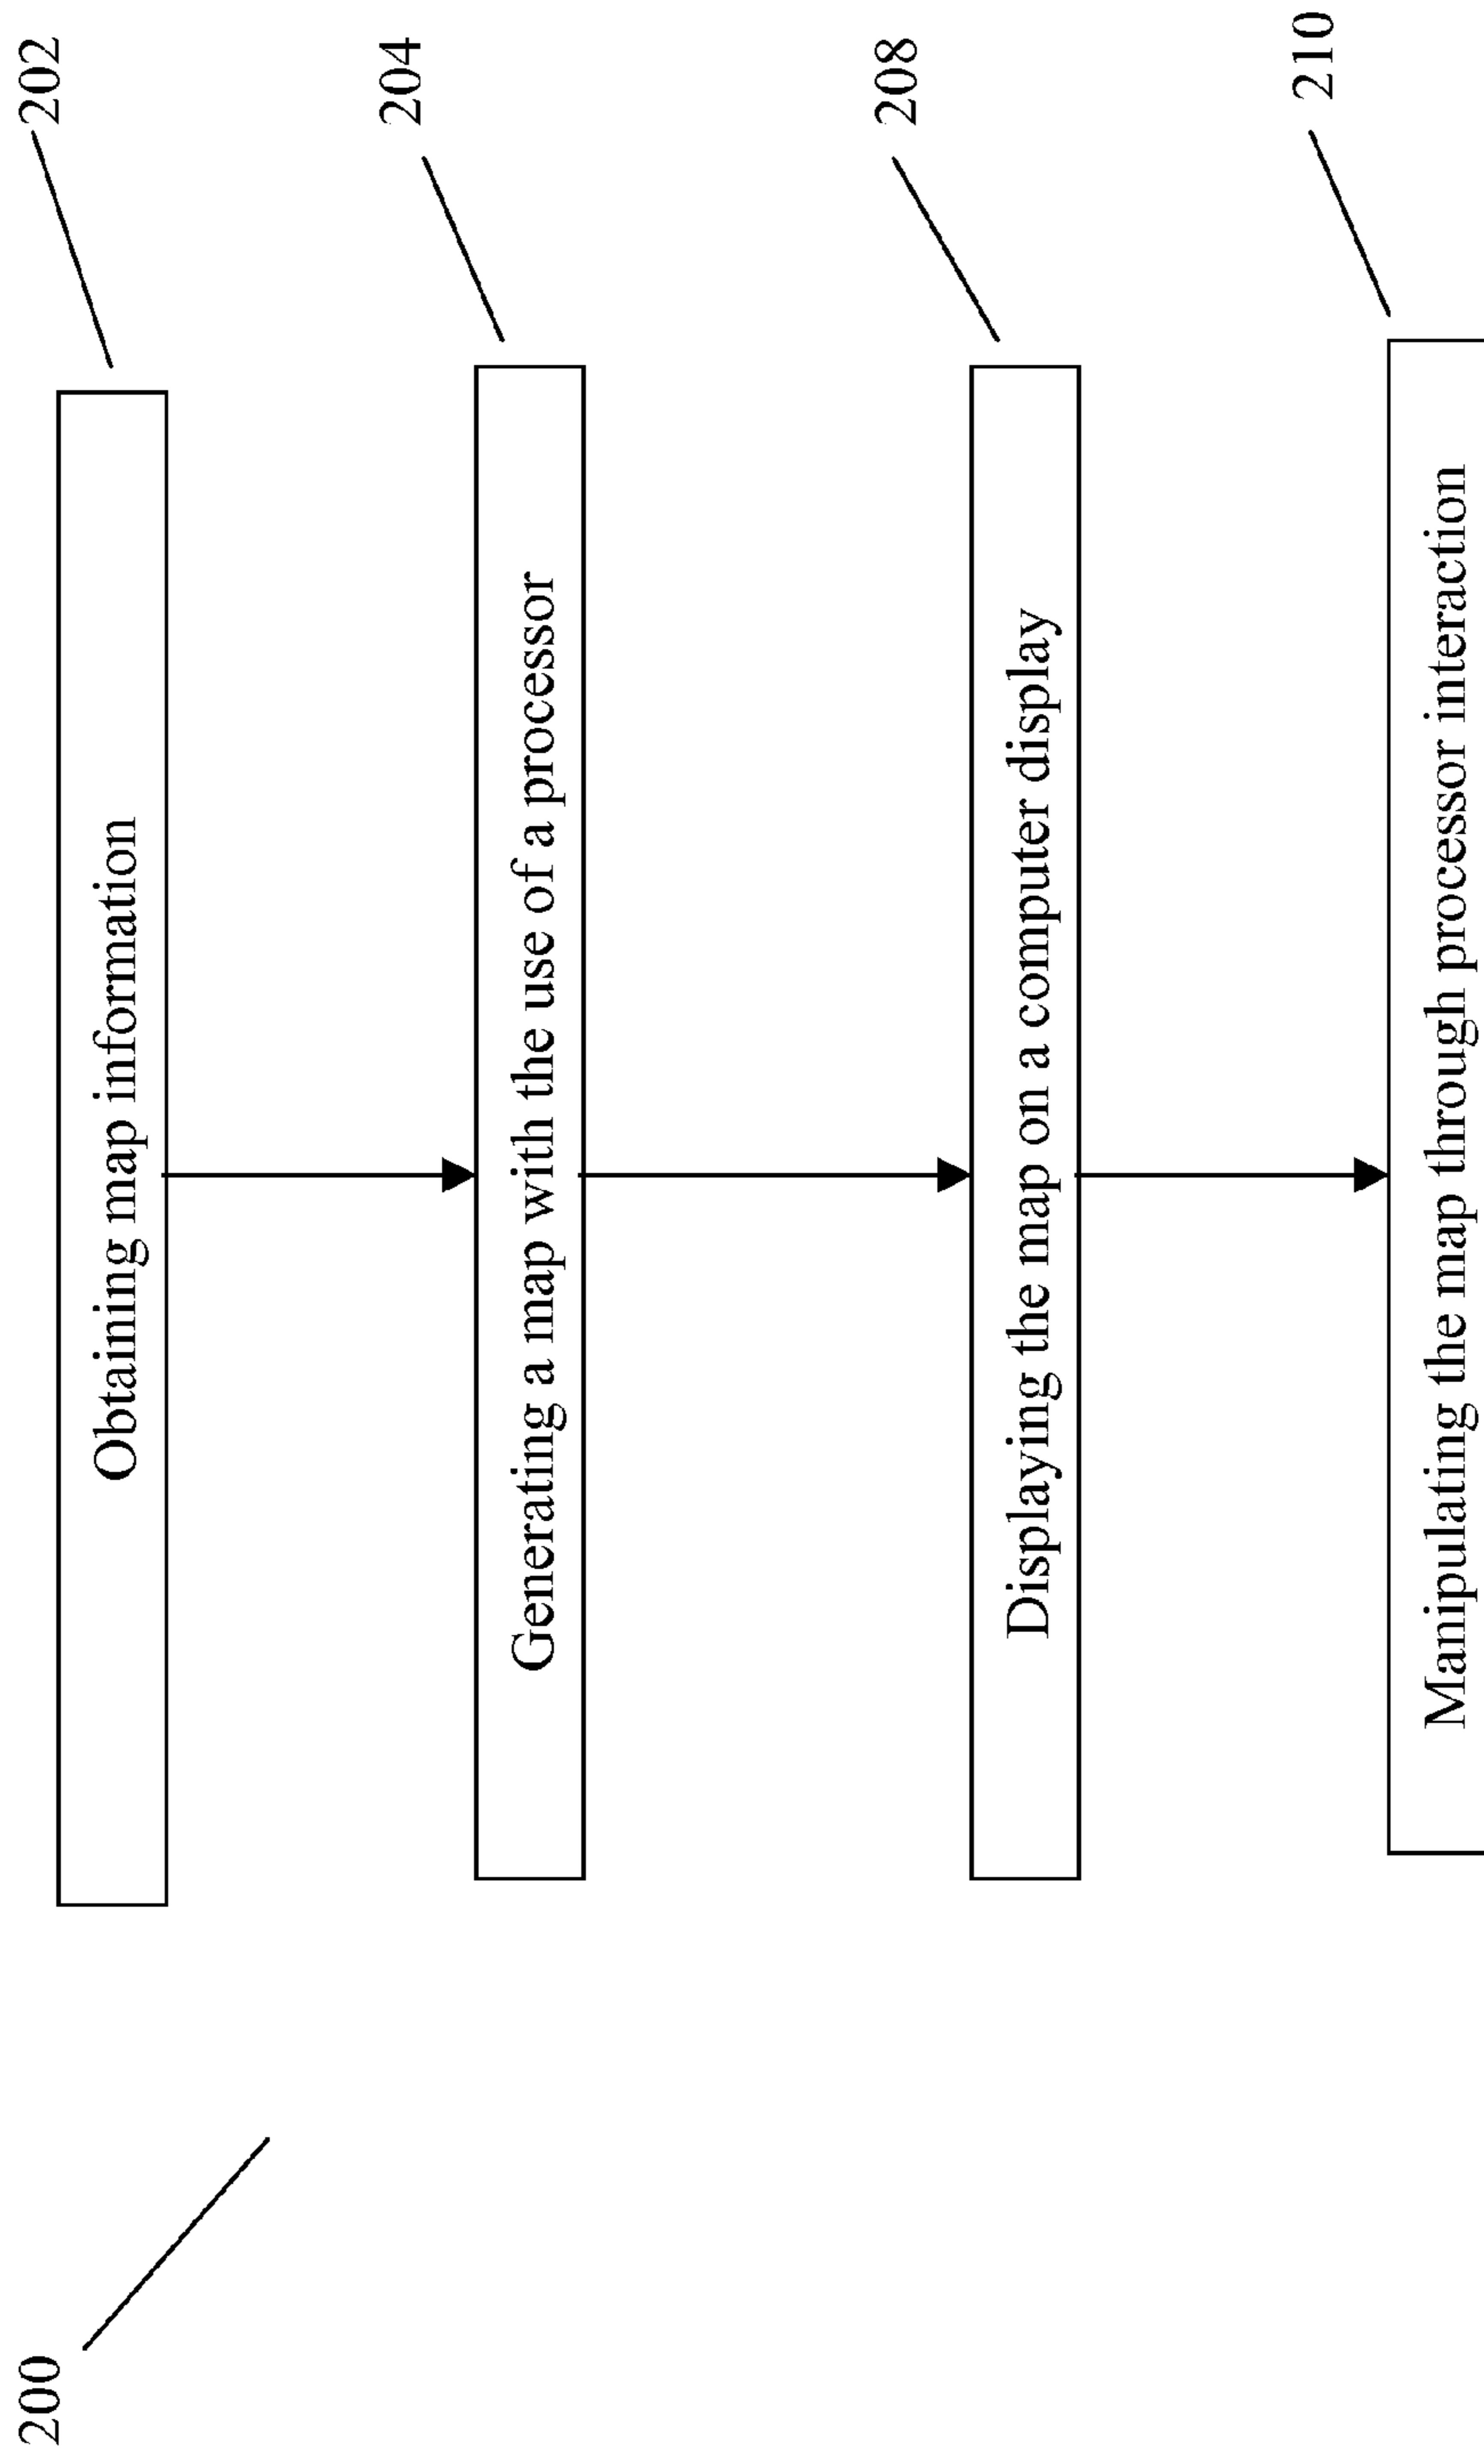 200
202
Obtaining map information
204
Generating a map with the use of a processor
208
Displaying the map on a computer display
210
Manipulating the map through processor interaction